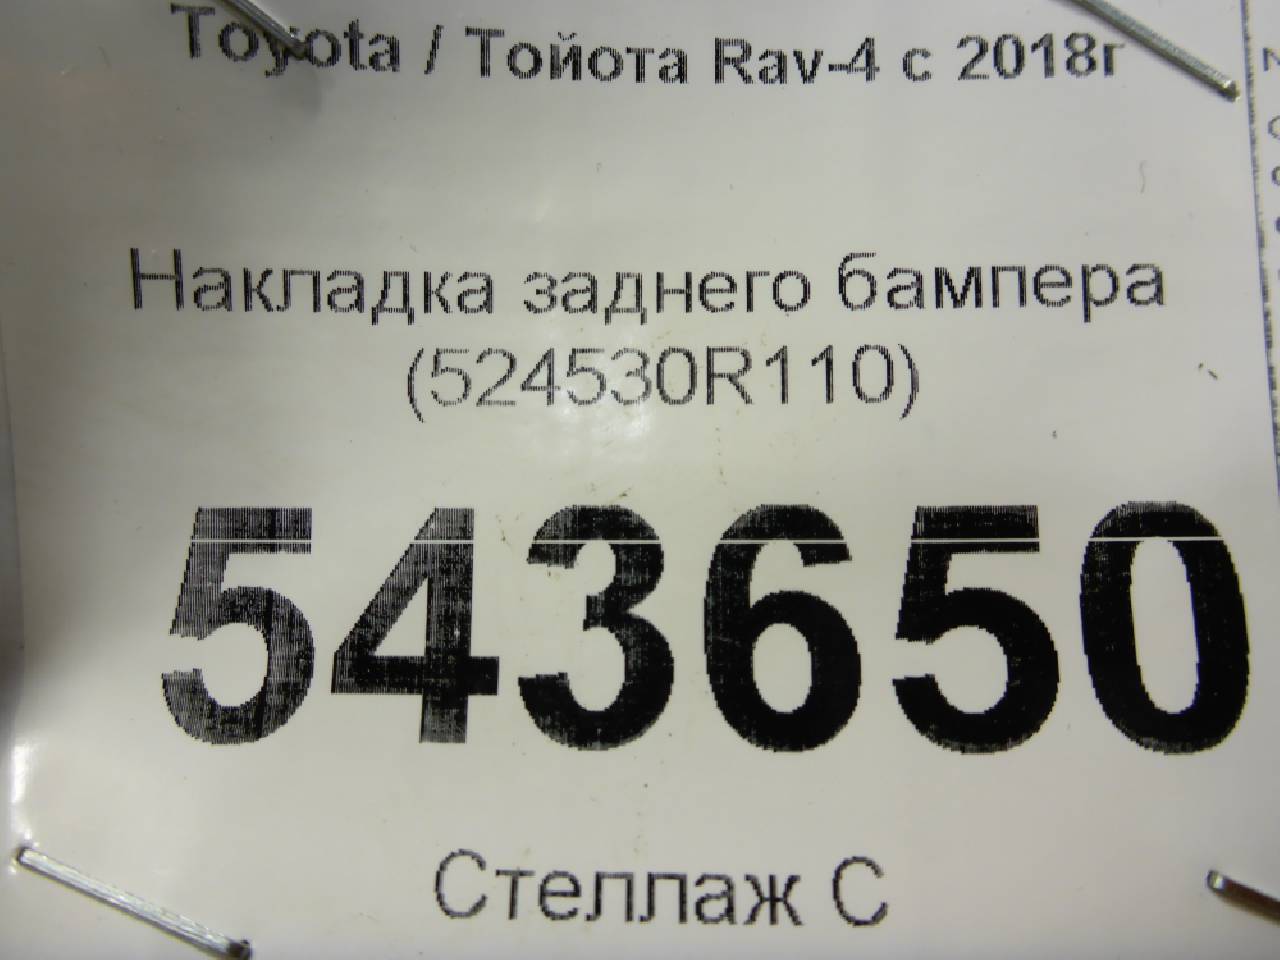 Toyota / Тойота Rav-4 с 2018г
Накладка заднего бампера
(524530R110)
543650
Стеллаж С